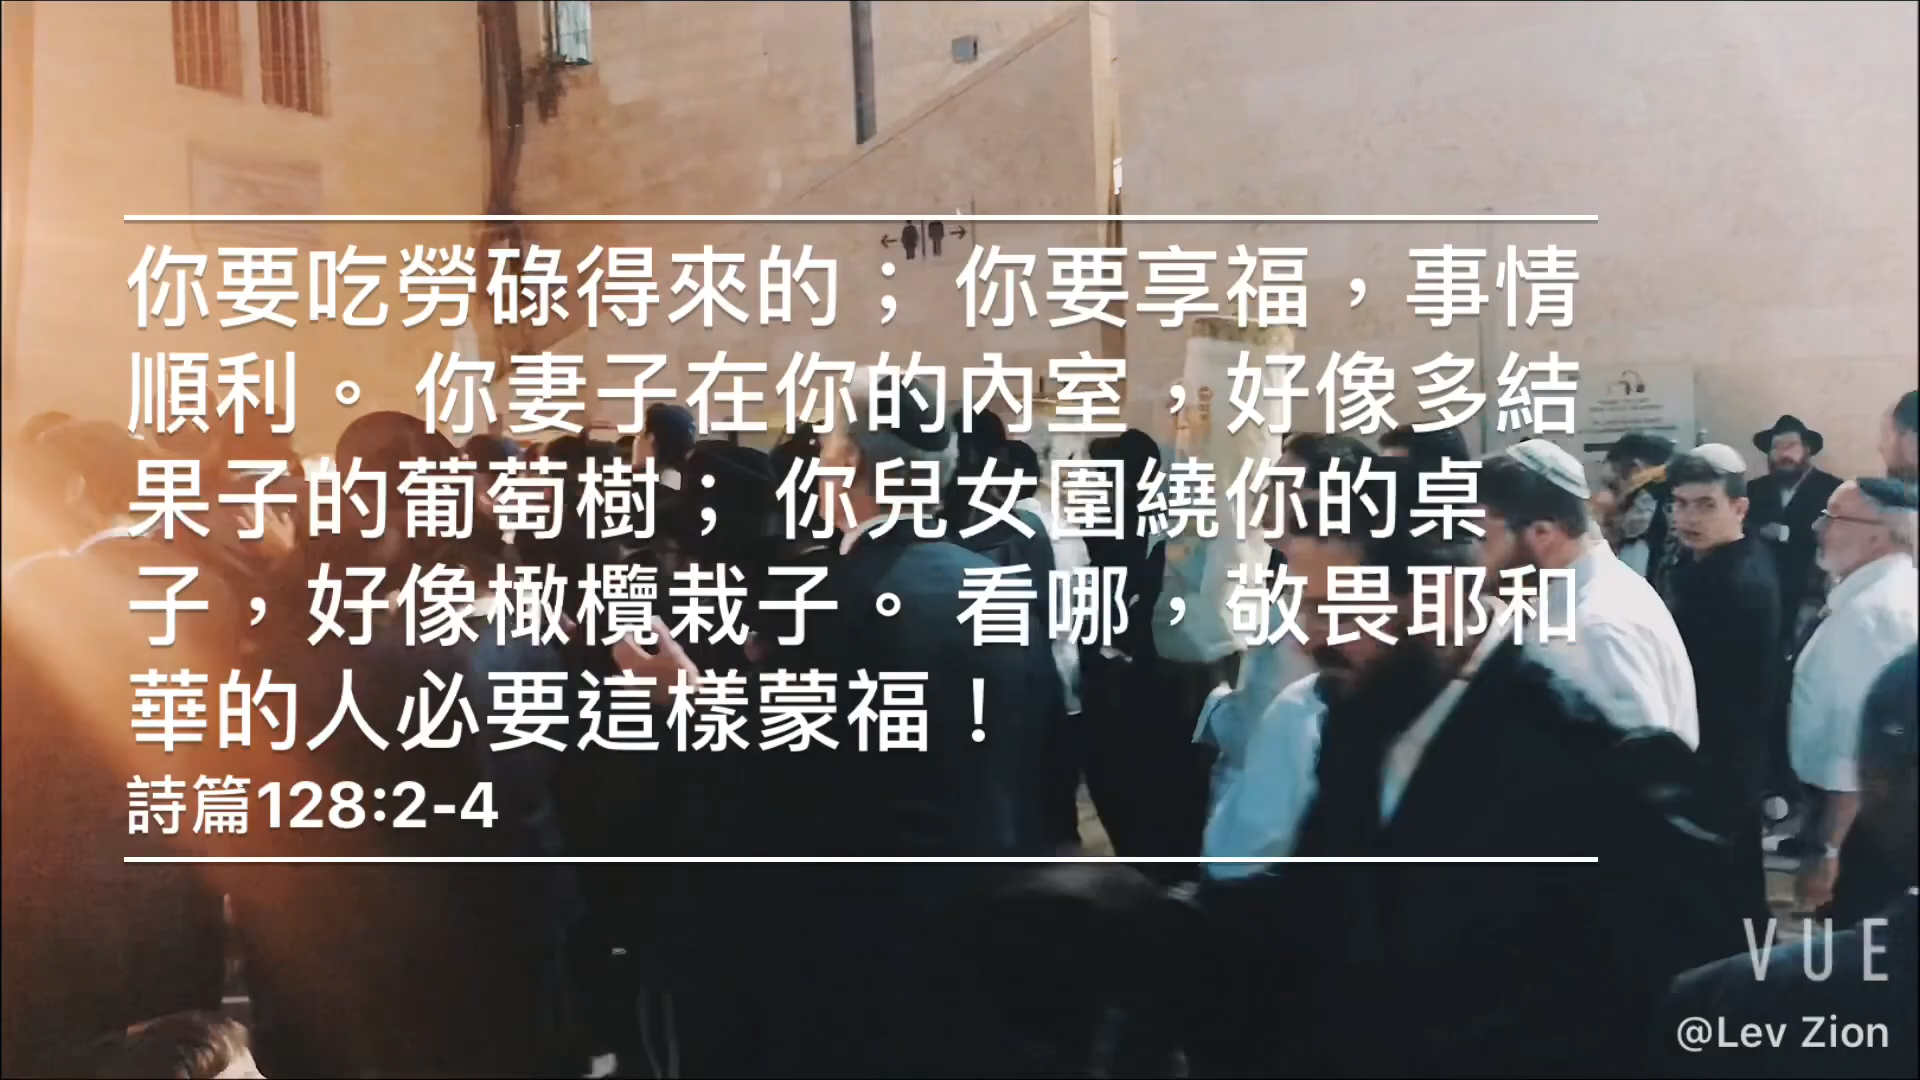 你要吃勞碌得來的； 你要享福，事情
順利。 你妻子在你的內室，好像多結
果子的葡萄樹； 你兒女圍繞你的桌
子，好像橄欖栽子。 看哪，敬畏耶和
華的人必要這樣蒙福！
詩篇128:2-4
VUE
@Lev Zion